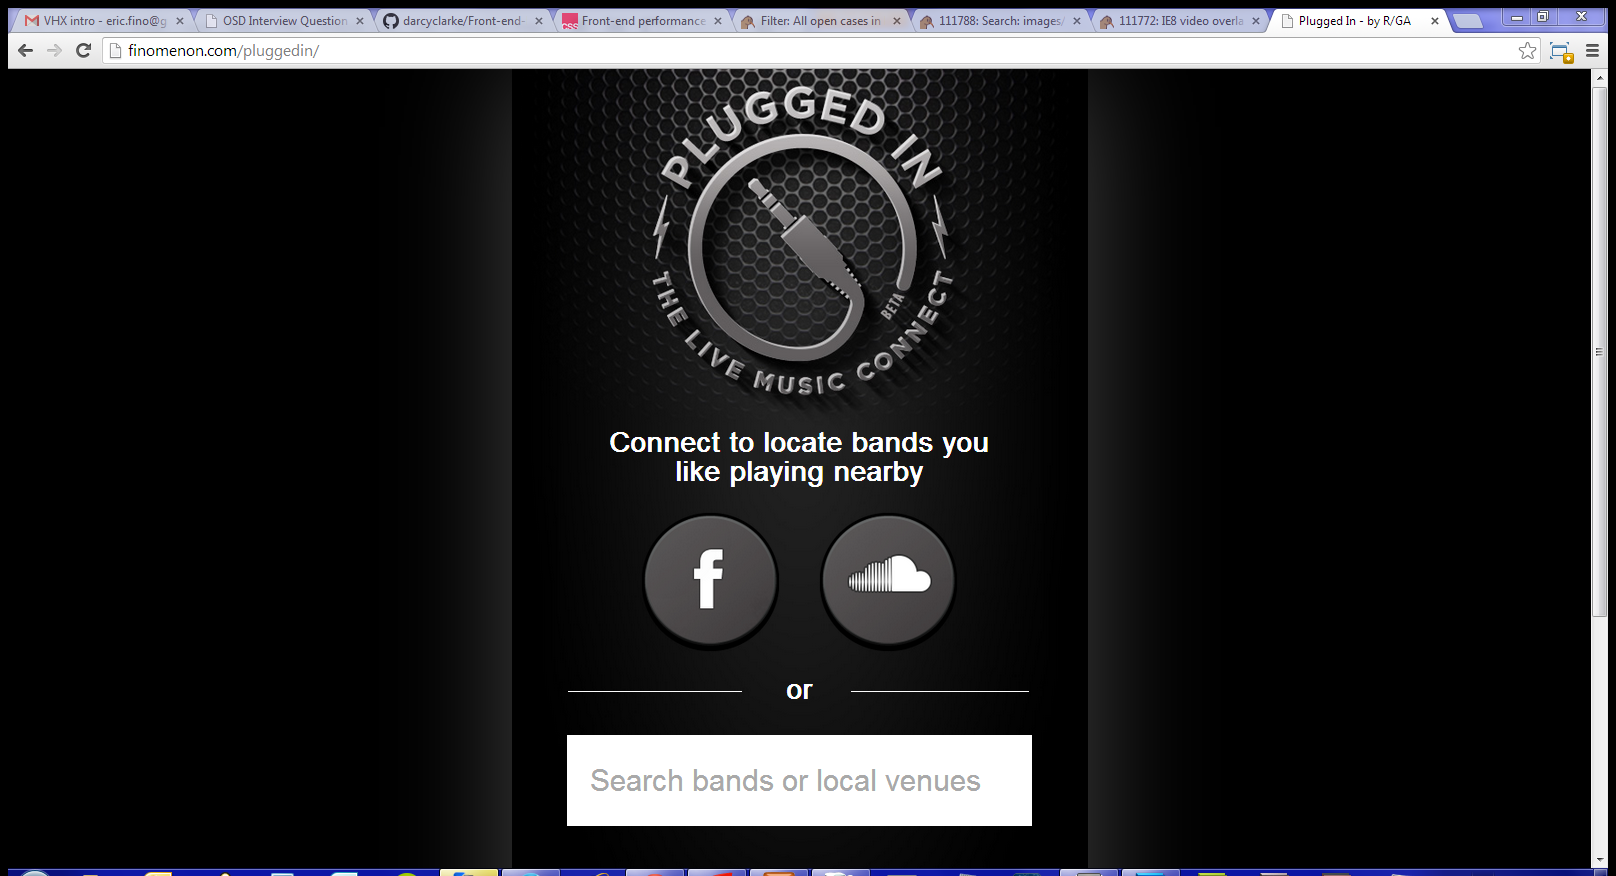 VHX intro - eric.fino@g
OSD Interview Question
darcyclarke/Front-end-
Front-end performance
Filter: All open cases in
111788: Search: images/
111772: IE8 video overla
Plugged In - by R/GA
finomenon.com/pluggedin/
PLUGGED IN
BETA
THE LIVE MUSIC CONNECT
Connect to locate bands you
like playing nearby
f
or
Search bands or local venues